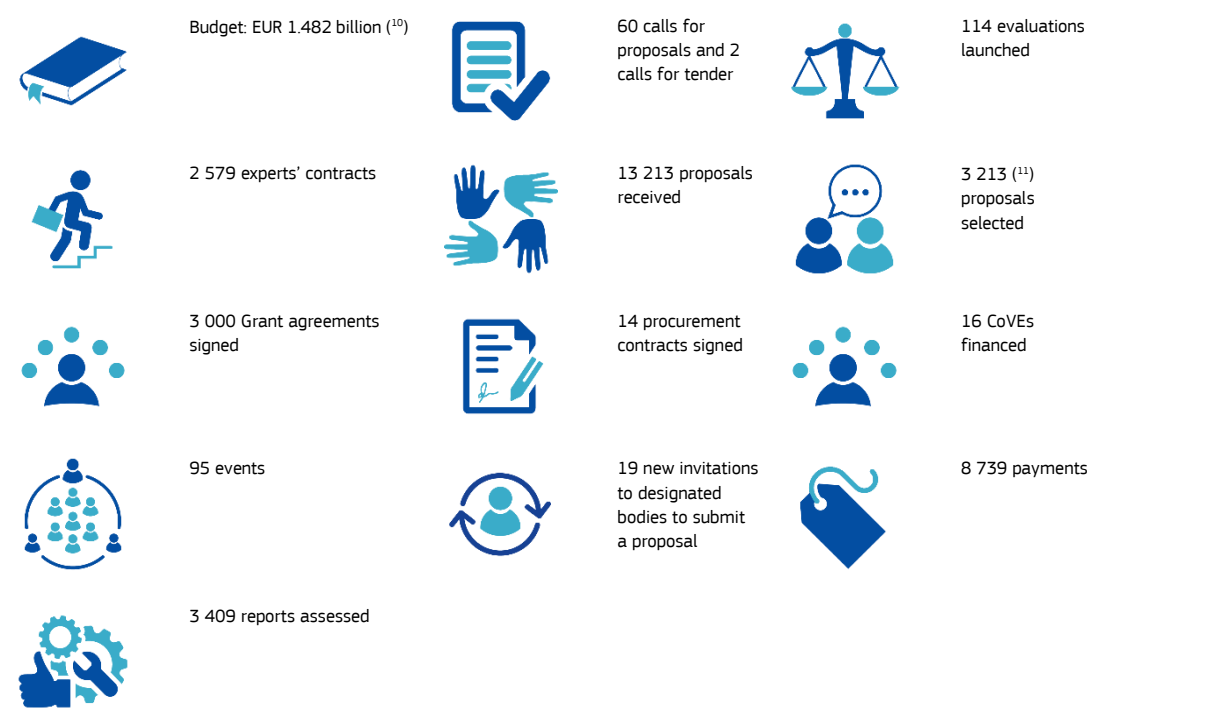 Budget: EUR 1.482 billion (10)
60 calls for
proposals and 2
calls for tender
114 evaluations
launched
2 579 experts’ contracts
13 213 proposals
received
3 213 (11)
proposals
selected
3 000 Grant agreements
signed
14 procurement
contracts signed
16 CoVEs
financed
95 events
19 new invitations
to designated
bodies to submit
a proposal
8 739 payments
3 409 reports assessed